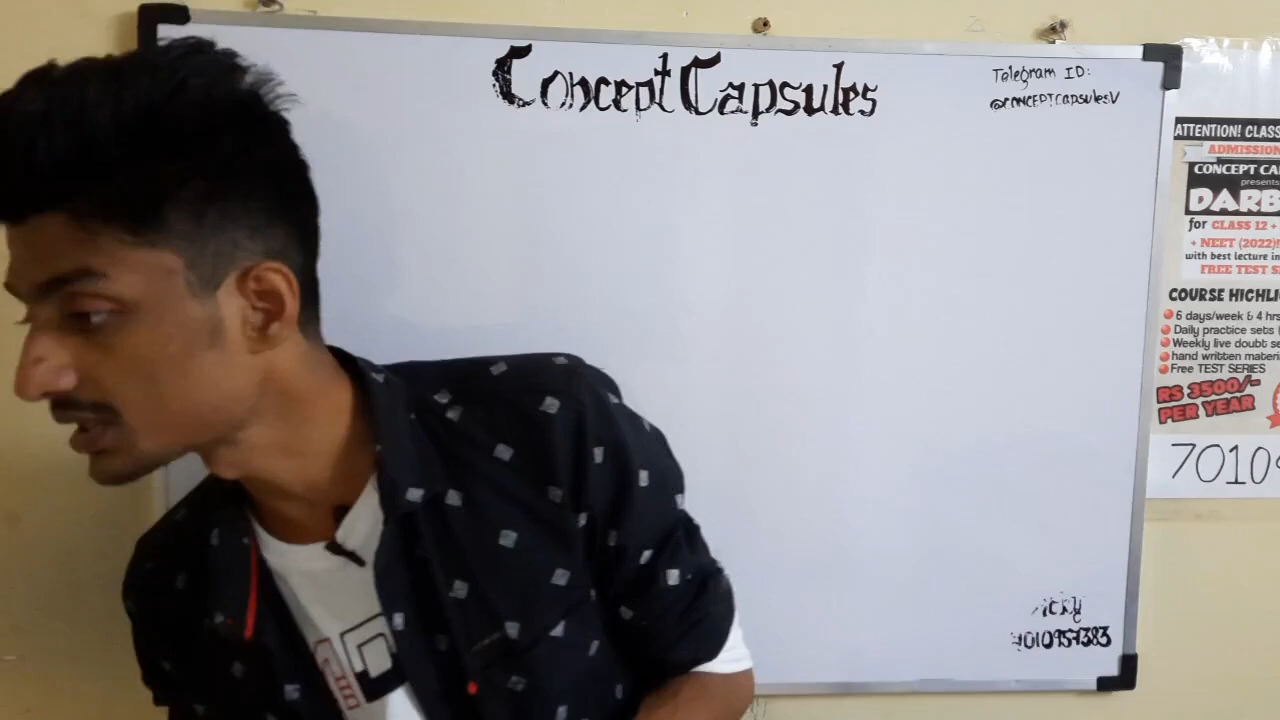 Concept Capsules
Telegram ID:
@CONCEPTCapsulesV
ATTENTION! CLASS
ADMISSION
CONCEPT CA
presents
DARB
for CLASS 12 +
+ NEET (2022)!
with best lecture in
FREE TEST S
COURSE HIGHLI
6 days/week & 4 hrs
Daily practice sets
Weekly live doubt se
hand written materi
Free TEST SERIES
RS 3500/-
PER YEAR
7010
7010957383